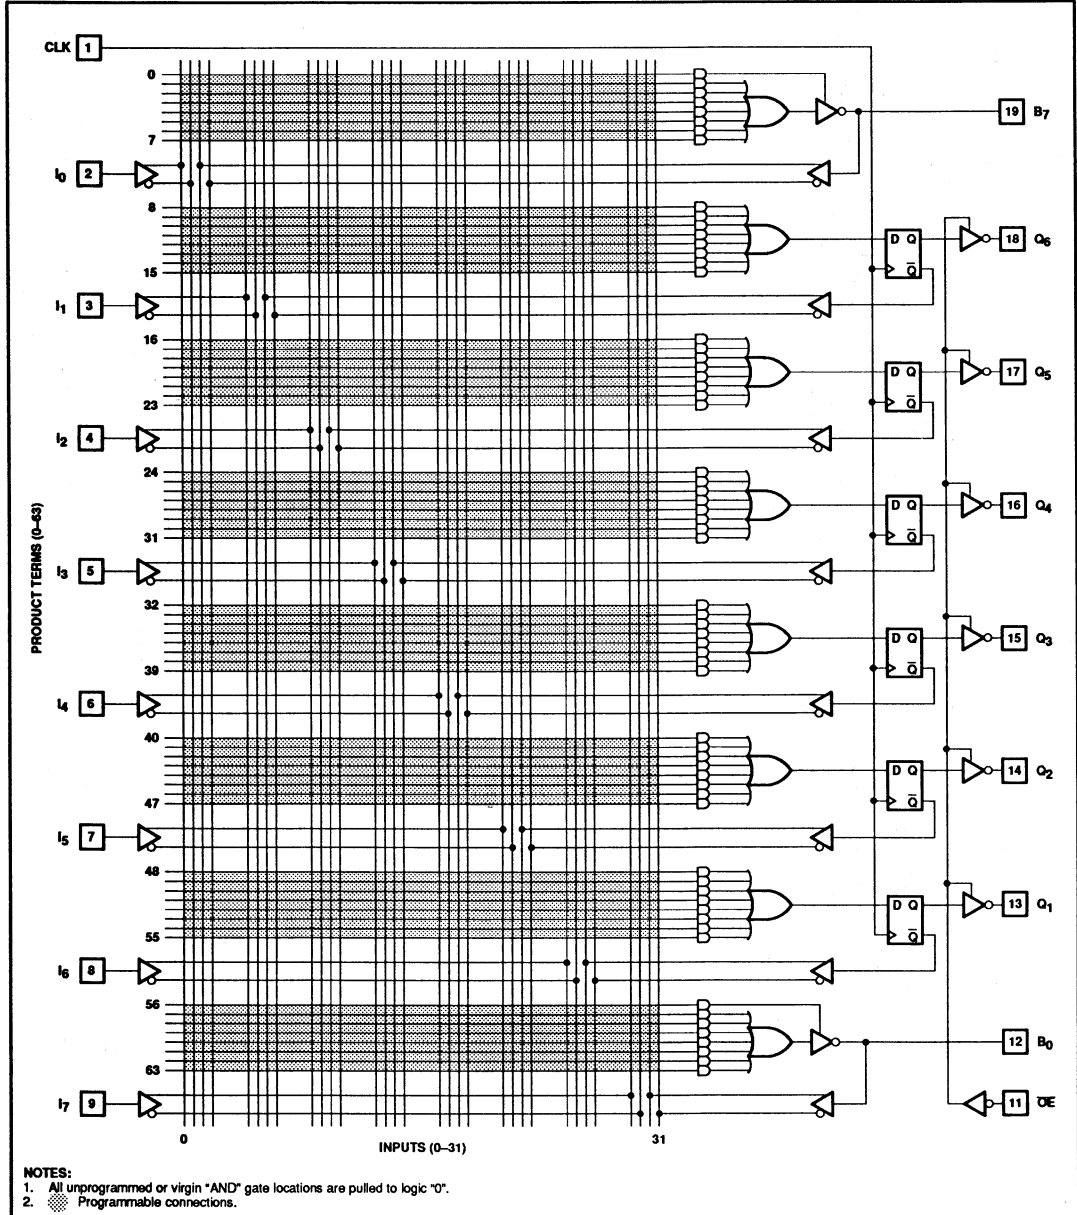 CLK 1
0
7
19 B7
I0 2
8
15
D Q
Q̅
18 Q6
I1 3
16
23
D Q
Q̅
17 Q5
I2 4
24
31
D Q
Q̅
16 Q4
I3 5
PRODUCT TERMS (0–63)
32
39
D Q
Q̅
15 Q3
I4 6
40
47
D Q
Q̅
14 Q2
I5 7
48
55
D Q
Q̅
13 Q1
I6 8
56
63
12 B0
I7 9
11 O̅E̅
0
31
INPUTS (0–31)
NOTES:
1. All unprogrammed or virgin "AND" gate locations are pulled to logic "0".
2. Programmable connections.